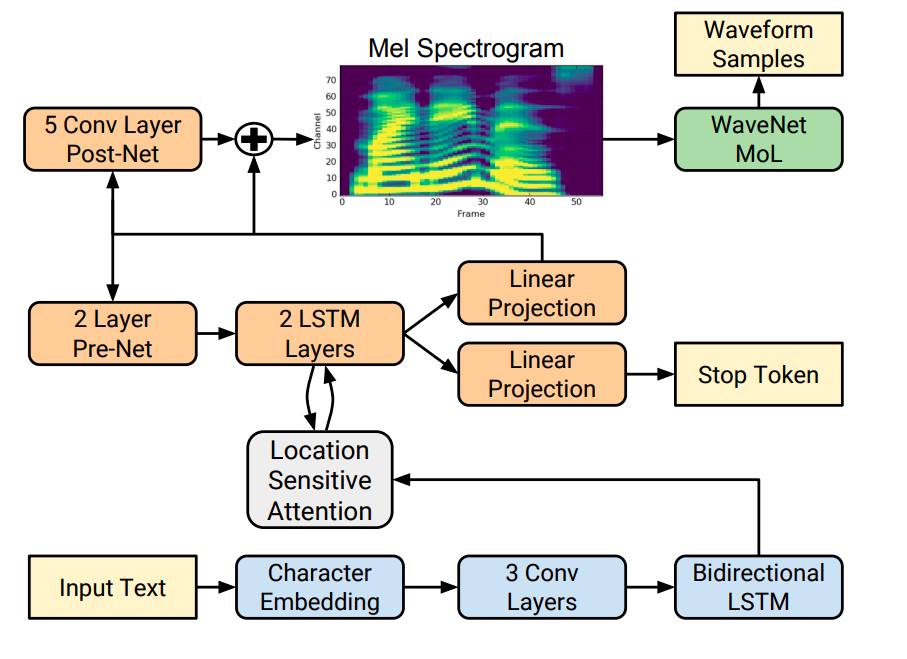 Waveform
Samples
Mel Spectrogram
5 Conv Layer
Post-Net
WaveNet
MoL
Channel
70
60
50
40
30
20
10
0
0 10 20 30 40 50
Frame
Linear
Projection
2 Layer
Pre-Net
2 LSTM
Layers
Linear
Projection
Stop Token
Location
Sensitive
Attention
Input Text
Character
Embedding
3 Conv
Layers
Bidirectional
LSTM